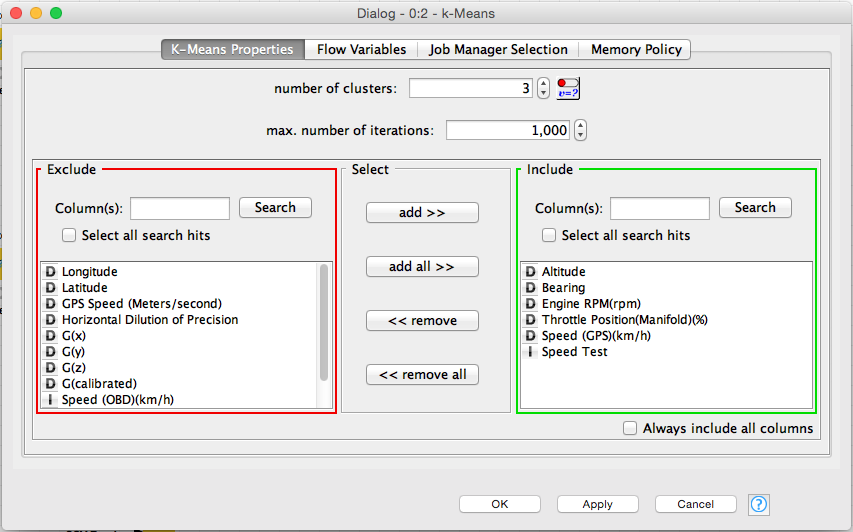 Dialog - 0:2 - k-Means
K-Means Properties Flow Variables Job Manager Selection Memory Policy
number of clusters: 3 v=?
max. number of iterations: 1,000
Exclude
Column(s): Search
Select all search hits
D Longitude
D Latitude
D GPS Speed (Meters/second)
D Horizontal Dilution of Precision
D G(x)
D G(y)
D G(z)
D G(calibrated)
I Speed (OBD)(km/h)
Select
add >>
add all >>
<< remove
<< remove all
Include
Column(s): Search
Select all search hits
D Altitude
D Bearing
D Engine RPM(rpm)
D Throttle Position(Manifold)(%)
D Speed (GPS)(km/h)
I Speed Test
Always include all columns
OK Apply Cancel ?